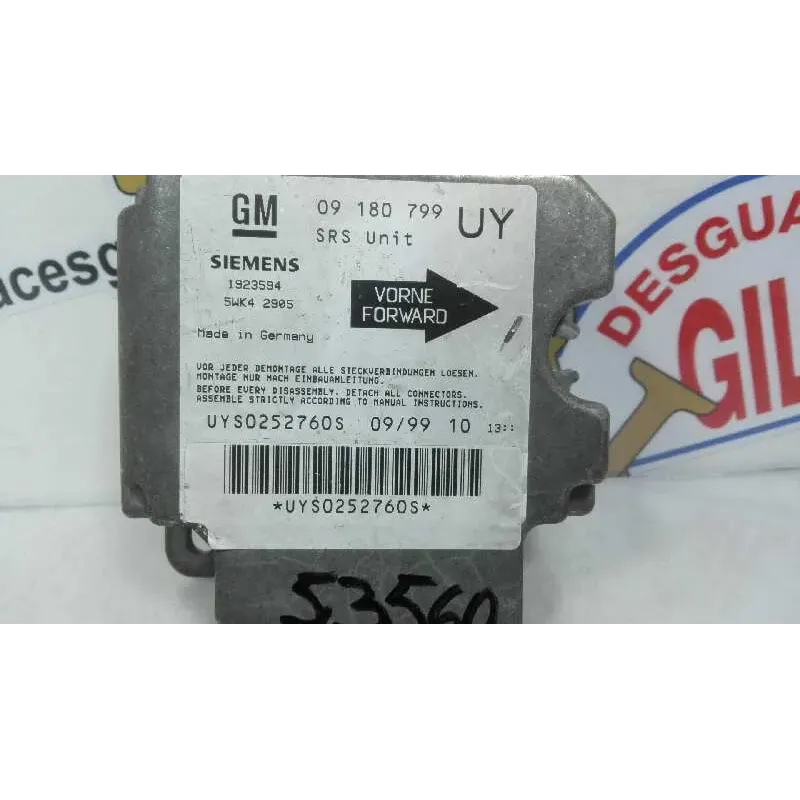 GM
09 180 799
UY
SRS Unit
SIEMENS
1923594
5WK4 2905
VORNE
FORWARD
Made in Germany
VOR JEDER DEMONTAGE ALLE STECKVERBINDUNGEN LOESEN.
MONTAGE NUR NACH EINBAUANLEITUNG.
BEFORE EVERY DISASSEMBLY, DETACH ALL CONNECTORS.
ASSEMBLE STRICTLY ACCORDING TO MANUAL INSTRUCTIONS.
UYS0252760S 09/99 10 13::
*UYS0252760S*
53560
acesg
DESGUA
GIL